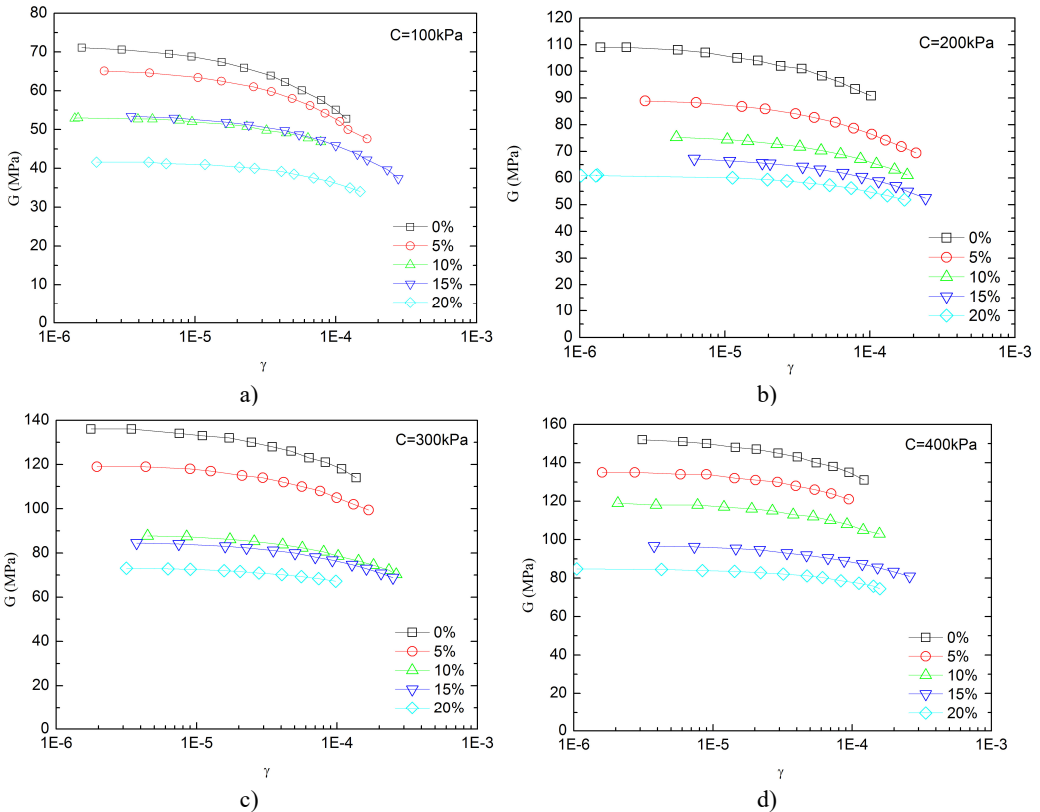 80
70
60
50
40
30
20
10
0
G (MPa)
C=100kPa
0%
5%
10%
15%
20%
1E-6
1E-5
1E-4
1E-3
γ
a)
120
110
100
90
80
70
60
50
40
30
20
10
0
G (MPa)
C=200kPa
0%
5%
10%
15%
20%
1E-6
1E-5
1E-4
1E-3
γ
b)
140
120
100
80
60
40
20
0
G (MPa)
C=300kPa
0%
5%
10%
15%
20%
1E-6
1E-5
1E-4
1E-3
γ
c)
160
140
120
100
80
60
40
20
0
G (MPa)
C=400kPa
0%
5%
10%
15%
20%
1E-6
1E-5
1E-4
1E-3
γ
d)